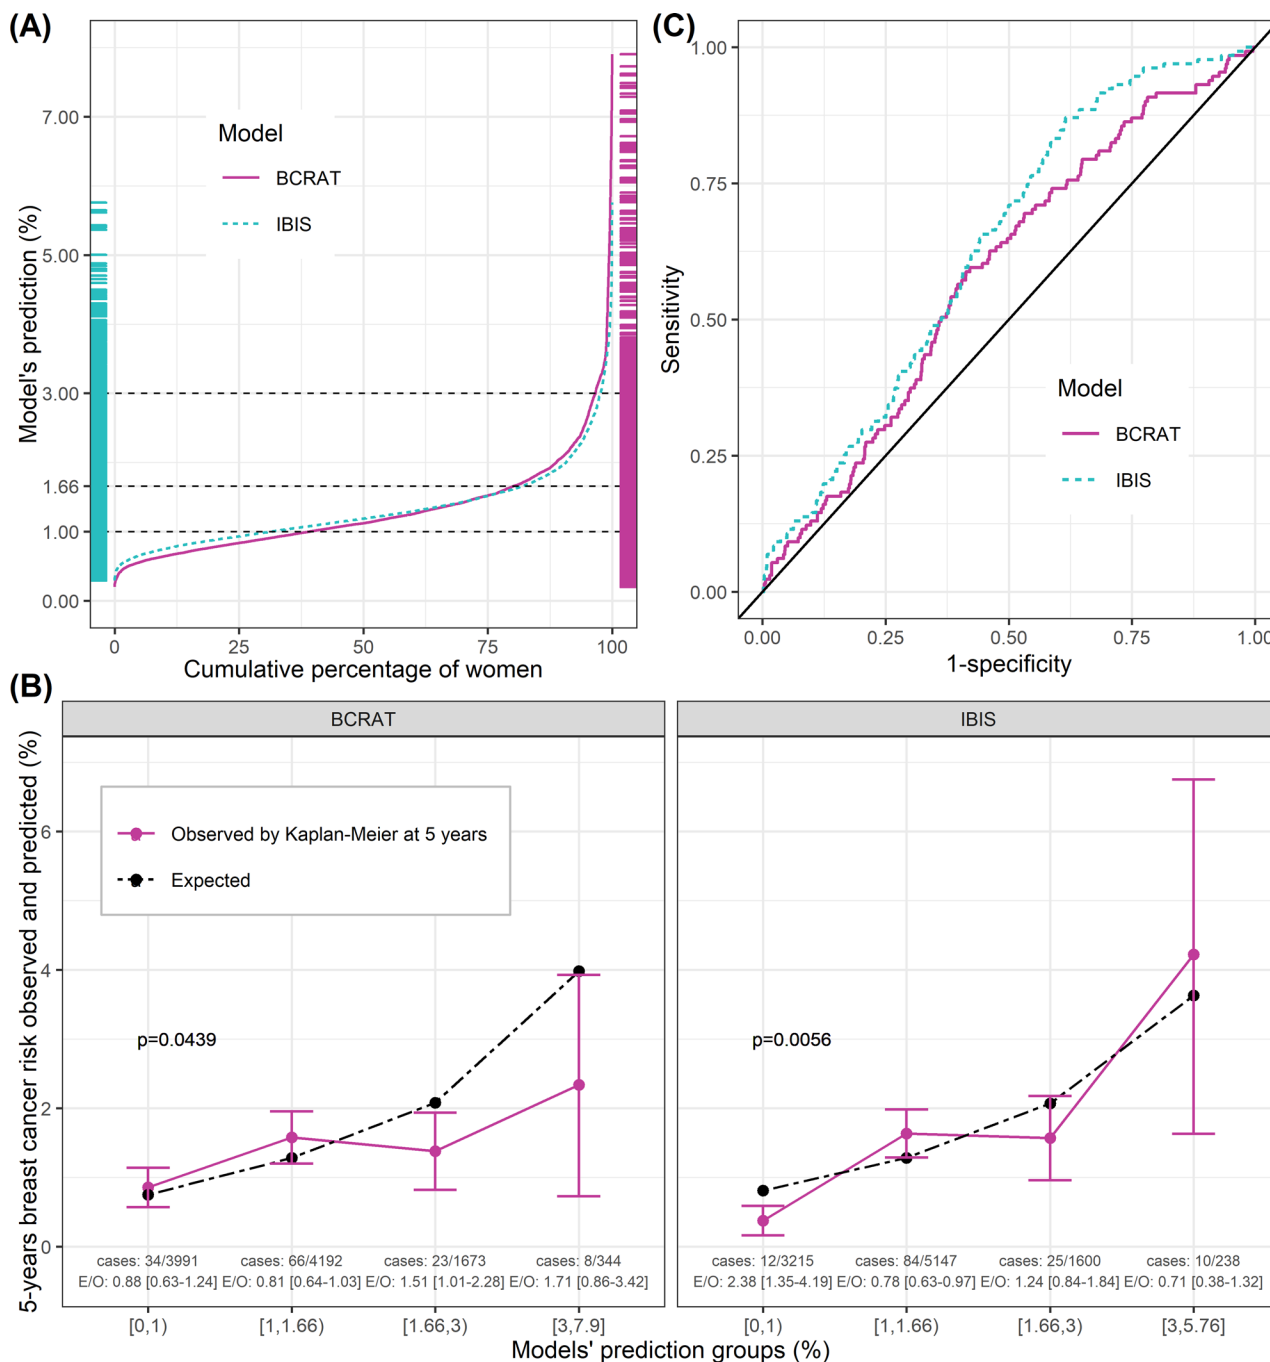 (A)
Model's prediction (%)
7.00
5.00
3.00
1.66
1.00
0.00
Model
BCRAT
IBIS
0
25
50
75
100
Cumulative percentage of women
(C)
Sensitivity
1.00
0.75
0.50
0.25
0.00
Model
BCRAT
IBIS
0.00
0.25
0.50
0.75
1.00
1-specificity
(B)
5-years breast cancer risk observed and predicted (%)
BCRAT
IBIS
6
4
2
0
Observed by Kaplan-Meier at 5 years
Expected
p=0.0439
p=0.0056
cases: 34/3991
E/O: 0.88 [0.63-1.24]
cases: 66/4192
E/O: 0.81 [0.64-1.03]
cases: 23/1673
E/O: 1.51 [1.01-2.28]
cases: 8/344
E/O: 1.71 [0.86-3.42]
cases: 12/3215
E/O: 2.38 [1.35-4.19]
cases: 84/5147
E/O: 0.78 [0.63-0.97]
cases: 25/1600
E/O: 1.24 [0.84-1.84]
cases: 10/238
E/O: 0.71 [0.38-1.32]
[0,1)
[1,1.66)
[1.66,3)
[3,7.9]
[0,1)
[1,1.66)
[1.66,3)
[3,5.76]
Models' prediction groups (%)